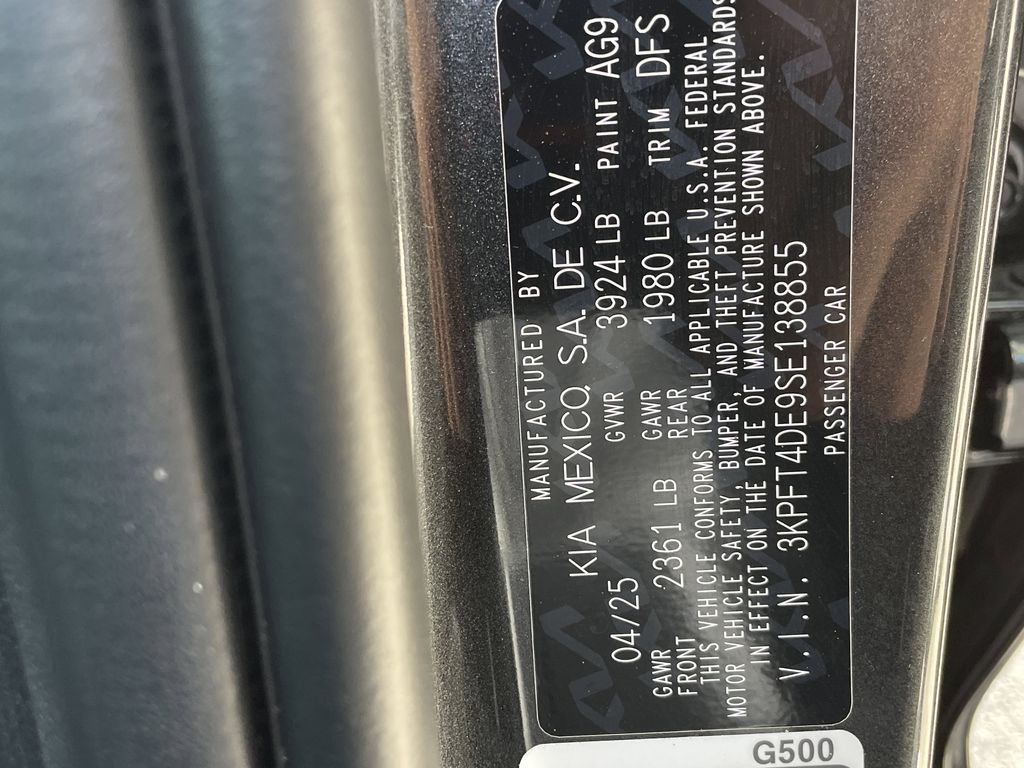 MANUFACTURED BY
KIA MEXICO, S.A. DE C.V.
04/25 GVWR 3924 LB PAINT AG9
GAWR FRONT 2361 LB GAWR REAR 1980 LB TRIM DFS
THIS VEHICLE CONFORMS TO ALL APPLICABLE U.S.A. FEDERAL
MOTOR VEHICLE SAFETY, BUMPER, AND THEFT PREVENTION STANDARDS
IN EFFECT ON THE DATE OF MANUFACTURE SHOWN ABOVE.
V.I.N. 3KPFT4DE9SE138855
PASSENGER CAR
G500